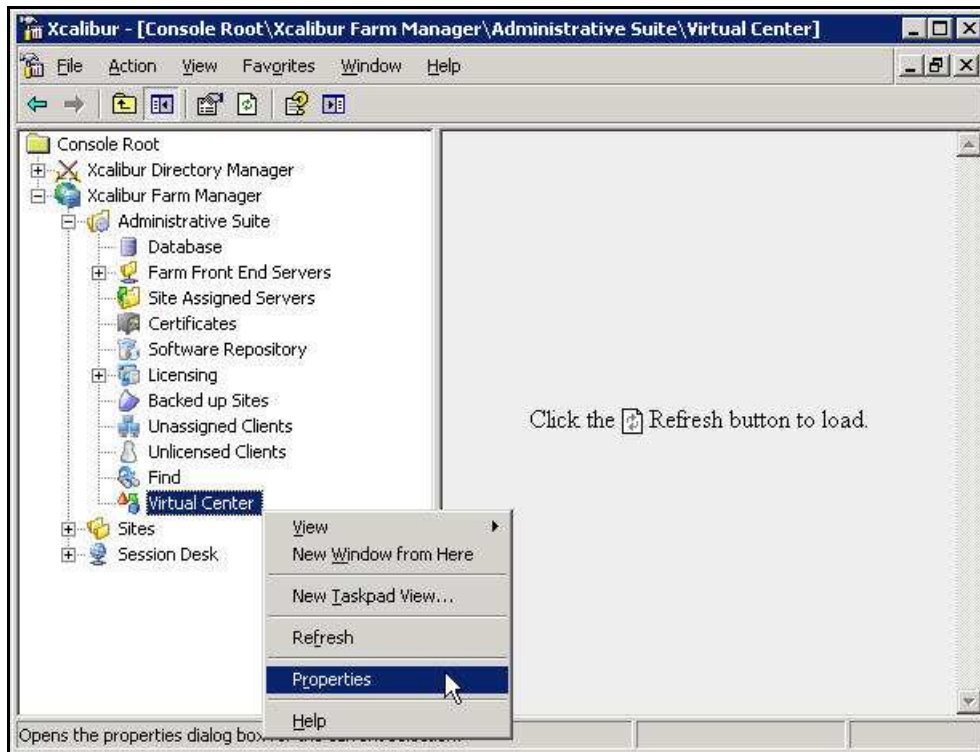 Xcalibur - [Console Root\Xcalibur Farm Manager\Administrative Suite\Virtual Center]
File Action View Favorites Window Help
Console Root
Xcalibur Directory Manager
Xcalibur Farm Manager
Administrative Suite
Database
Farm Front End Servers
Site Assigned Servers
Certificates
Software Repository
Licensing
Backed up Sites
Unassigned Clients
Unlicensed Clients
Find
Virtual Center
Sites
Session Desk
Click the Refresh button to load.
View
New Window from Here
New Taskpad View...
Refresh
Properties
Help
Opens the properties dialog box